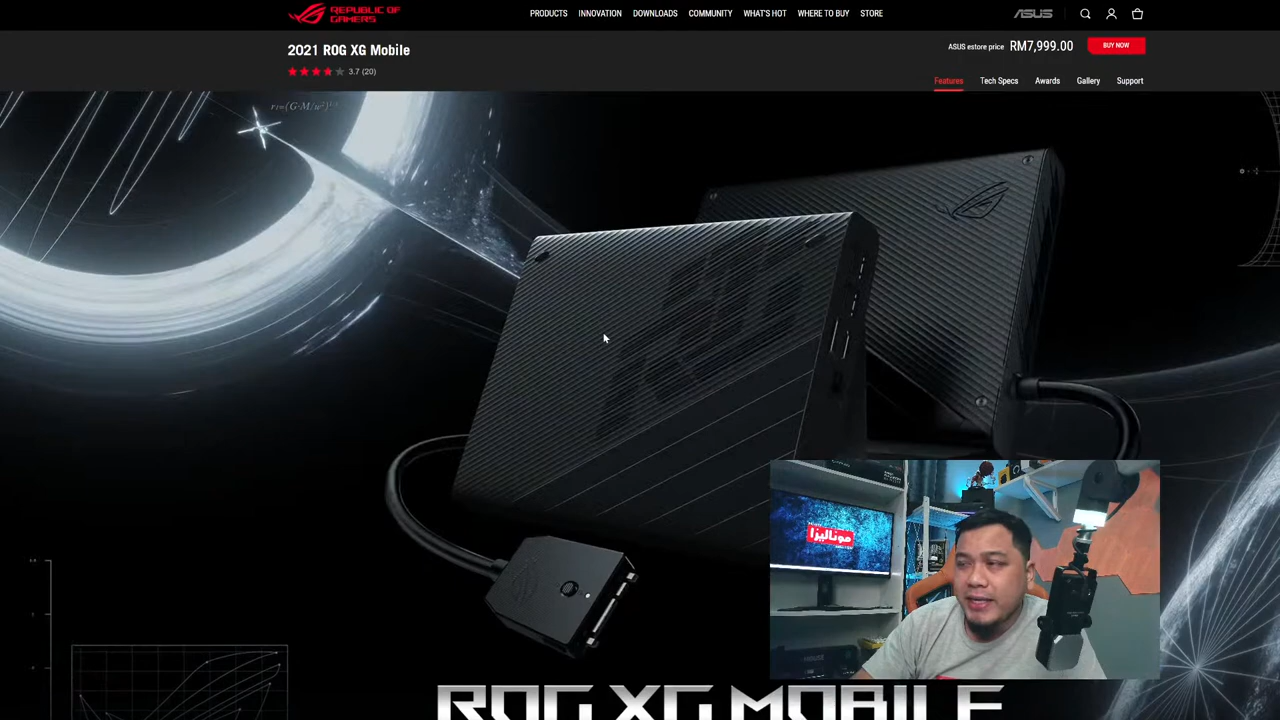 REPUBLIC OF
GAMERS
PRODUCTS INNOVATION DOWNLOADS COMMUNITY WHAT'S HOT WHERE TO BUY STORE
ASUS
2021 ROG XG Mobile
3.7 (20)
ASUS estore price RM7,999.00 BUY NOW
Features Tech Specs Awards Gallery Support
موناليزا
ROG XG MOBILE